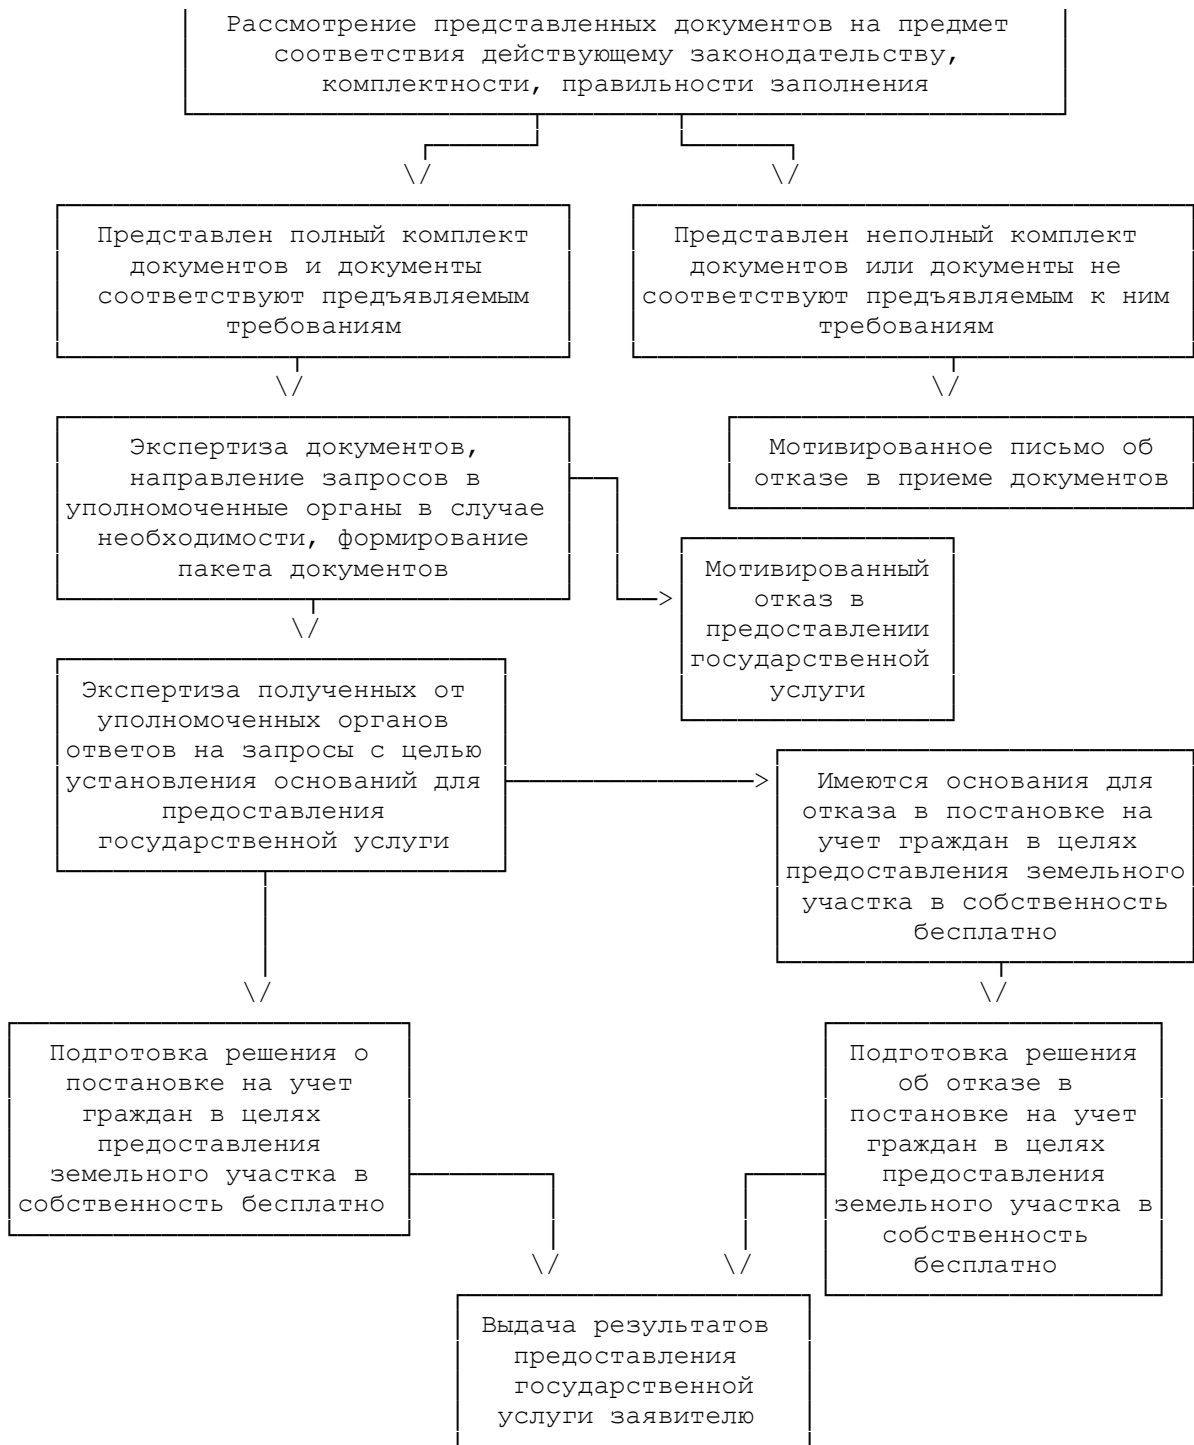 Рассмотрение представленных документов на предмет
соответствия действующему законодательству,
комплектности, правильности заполнения
Представлен полный комплект
документов и документы
соответствуют предъявляемым
требованиям
Представлен неполный комплект
документов или документы не
соответствуют предъявляемым к ним
требованиям
Экспертиза документов,
направление запросов в
уполномоченные органы в случае
необходимости, формирование
пакета документов
Мотивированное письмо об
отказе в приеме документов
Мотивированный
отказ в
предоставлении
государственной
услуги
Экспертиза полученных от
уполномоченных органов
ответов на запросы с целью
установления оснований для
предоставления
государственной услуги
Имеются основания для
отказа в постановке на
учет граждан в целях
предоставления земельного
участка в собственность
бесплатно
Подготовка решения о
постановке на учет
граждан в целях
предоставления
земельного участка в
собственность бесплатно
Подготовка решения
об отказе в
постановке на учет
граждан в целях
предоставления
земельного участка в
собственность
бесплатно
Выдача результатов
предоставления
государственной
услуги заявителю